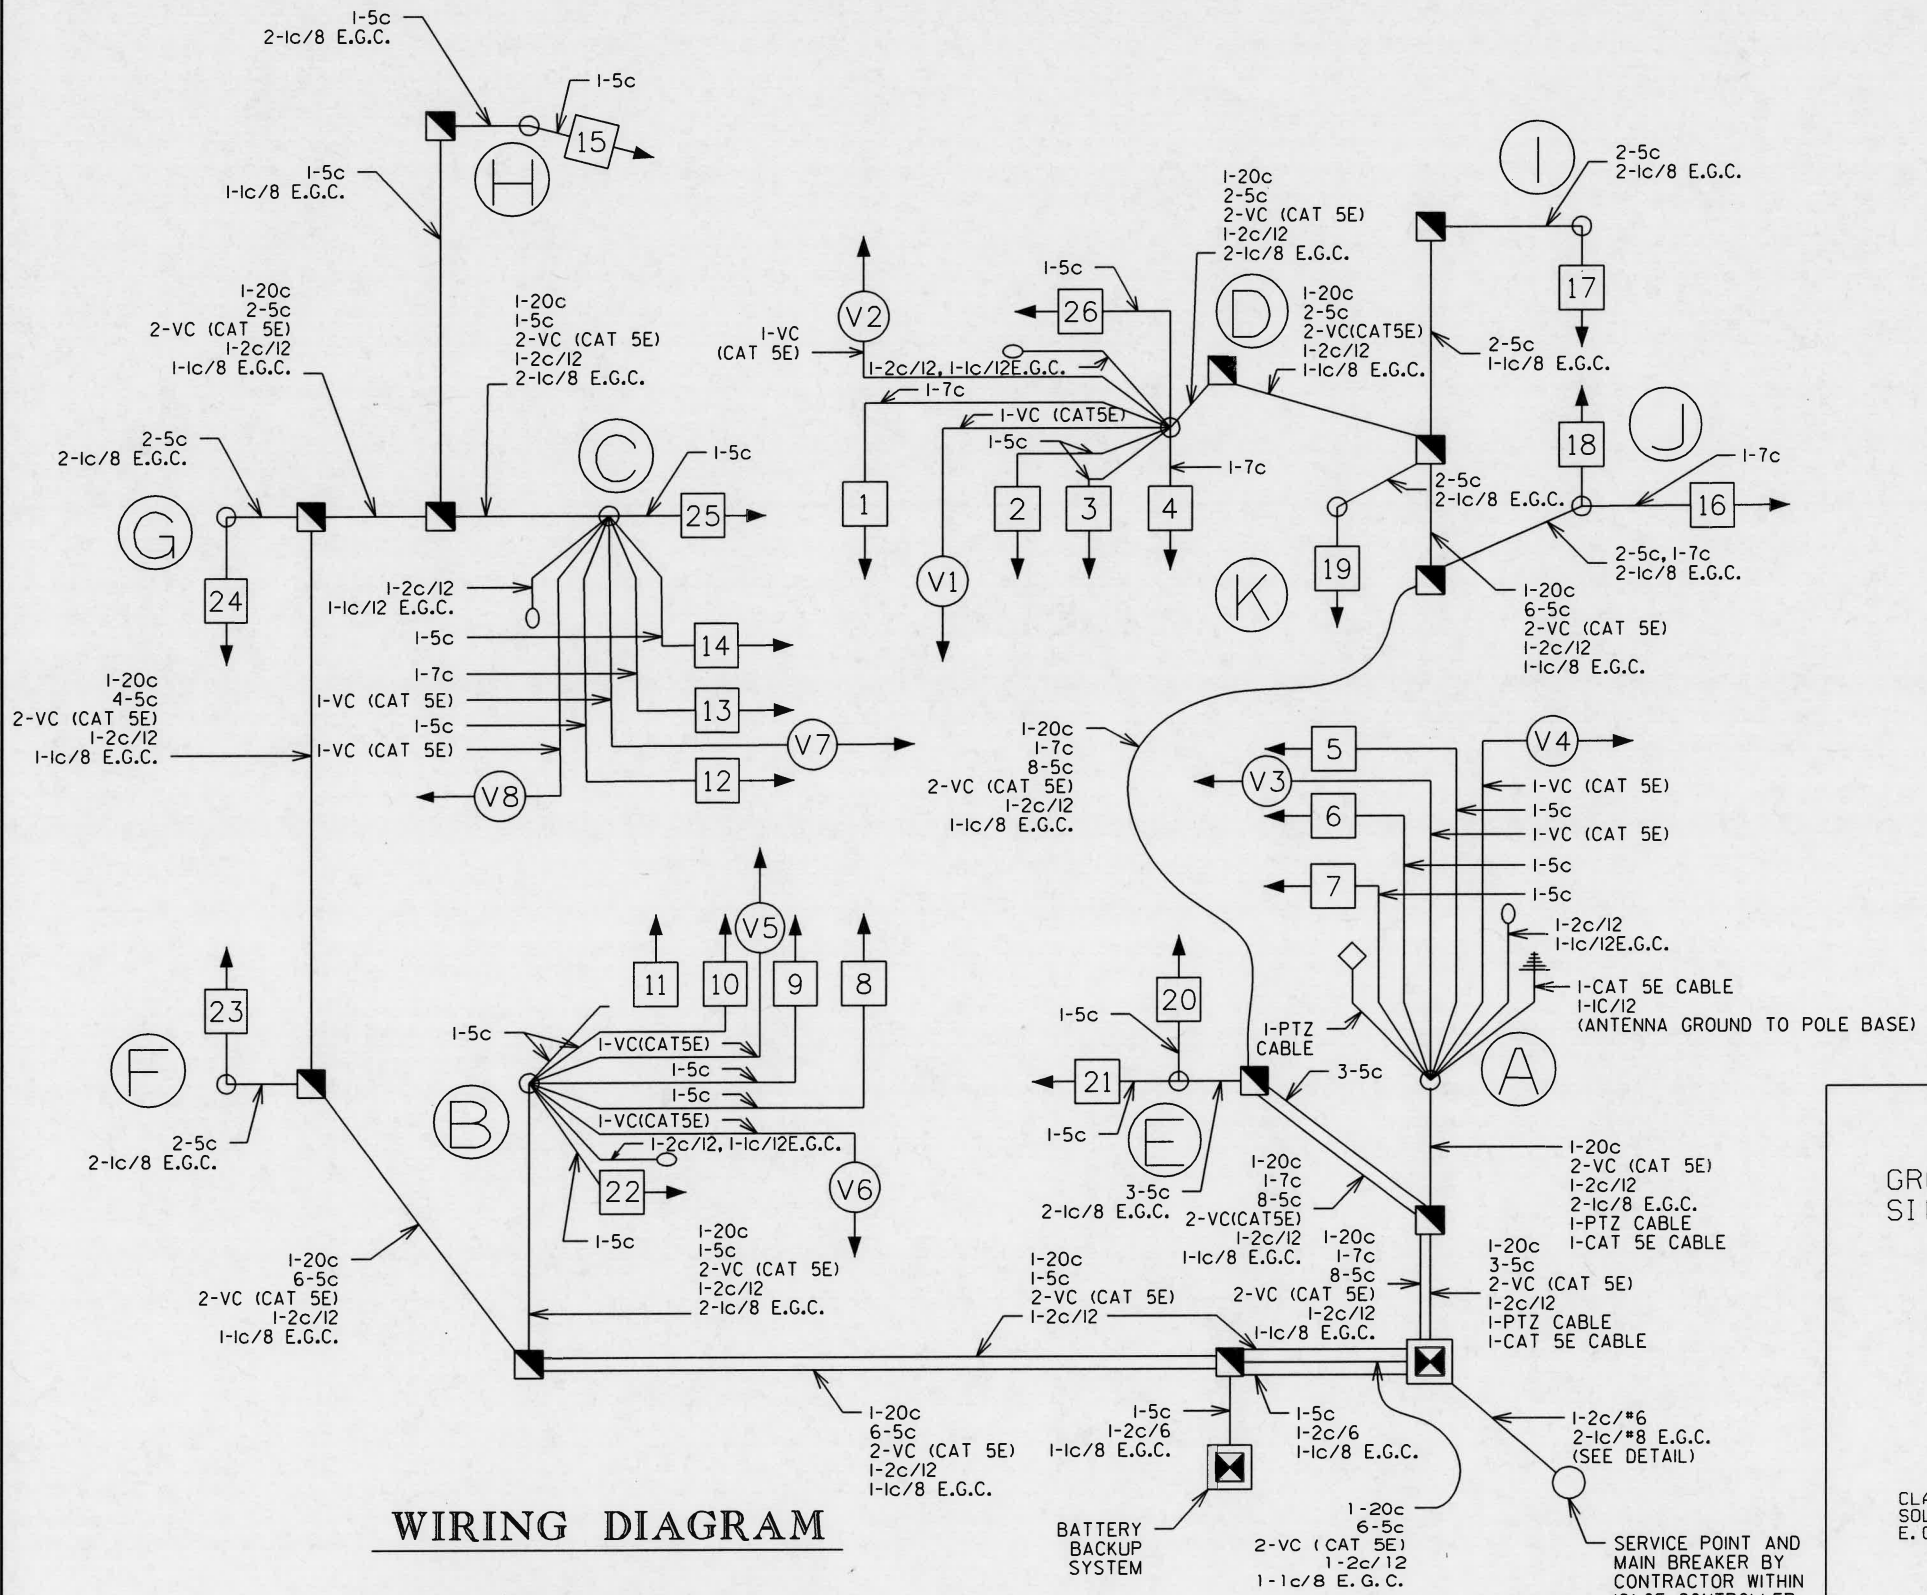 1-5c
2-1c/8 E.G.C.
1-5c
15
H
1-5c
1-1c/8 E.G.C.
1-20c
2-5c
2-VC (CAT 5E)
1-2c/12
1-1c/8 E.G.C.
1-20c
1-5c
2-VC (CAT 5E)
1-2c/12
2-1c/8 E.G.C.
2-5c
2-1c/8 E.G.C.
G
24
C
1-5c
25
1-2c/12
1-1c/12 E.G.C.
1-5c
14
1-7c
1-VC (CAT 5E)
13
1-5c
1-VC (CAT 5E)
V7
12
V8
1-20c
4-5c
2-VC (CAT 5E)
1-2c/12
1-1c/8 E.G.C.
V2
1-VC
(CAT 5E)
1-5c
26
1-2c/12, 1-1c/12E.G.C.
1-7c
1-VC (CAT5E)
1-5c
1-7c
1
2
3
4
V1
1-20c
2-5c
2-VC (CAT 5E)
1-2c/12
2-1c/8 E.G.C.
D
1-20c
2-5c
2-VC(CAT5E)
1-2c/12
1-1c/8 E.G.C.
I
2-5c
2-1c/8 E.G.C.
17
2-5c
1-1c/8 E.G.C.
18
J
1-7c
16
2-5c
2-1c/8 E.G.C.
19
K
2-5c, 1-7c
2-1c/8 E.G.C.
1-20c
6-5c
2-VC (CAT 5E)
1-2c/12
1-1c/8 E.G.C.
1-20c
1-7c
8-5c
2-VC (CAT 5E)
1-2c/12
1-1c/8 E.G.C.
5
V4
V3
6
7
1-VC (CAT 5E)
1-5c
1-VC (CAT 5E)
1-5c
1-5c
1-2c/12
1-1c/12E.G.C.
1-CAT 5E CABLE
1-1C/12
(ANTENNA GROUND TO POLE BASE)
1-PTZ
CABLE
A
20
1-5c
21
1-5c
E
3-5c
3-5c
2-1c/8 E.G.C.
1-20c
1-7c
8-5c
2-VC(CAT5E)
1-2c/12
1-1c/8 E.G.C.
1-20c
2-VC (CAT 5E)
1-2c/12
2-1c/8 E.G.C.
1-PTZ CABLE
1-CAT 5E CABLE
1-20c
1-7c
8-5c
2-VC (CAT 5E)
1-2c/12
1-1c/8 E.G.C.
1-20c
3-5c
2-VC (CAT 5E)
1-2c/12
1-PTZ CABLE
1-CAT 5E CABLE
V5
11
10
9
8
1-5c
1-VC(CAT5E)
1-5c
1-5c
1-VC(CAT5E)
1-2c/12, 1-1c/12E.G.C.
B
22
V6
1-5c
1-20c
1-5c
2-VC (CAT 5E)
1-2c/12
2-1c/8 E.G.C.
23
F
2-5c
2-1c/8 E.G.C.
1-20c
6-5c
2-VC (CAT 5E)
1-2c/12
1-1c/8 E.G.C.
1-20c
1-5c
2-VC (CAT 5E)
1-2c/12
1-20c
6-5c
2-VC (CAT 5E)
1-2c/12
1-1c/8 E.G.C.
1-5c
1-2c/6
1-1c/8 E.G.C.
1-5c
1-2c/6
1-1c/8 E.G.C.
1-2c/#6
2-1c/#8 E.G.C.
(SEE DETAIL)
BATTERY
BACKUP
SYSTEM
1-20c
6-5c
2-VC (CAT 5E)
1-2c/12
1-1c/8 E.G.C.
SERVICE POINT AND
MAIN BREAKER BY
CONTRACTOR WITHIN
WIRING DIAGRAM